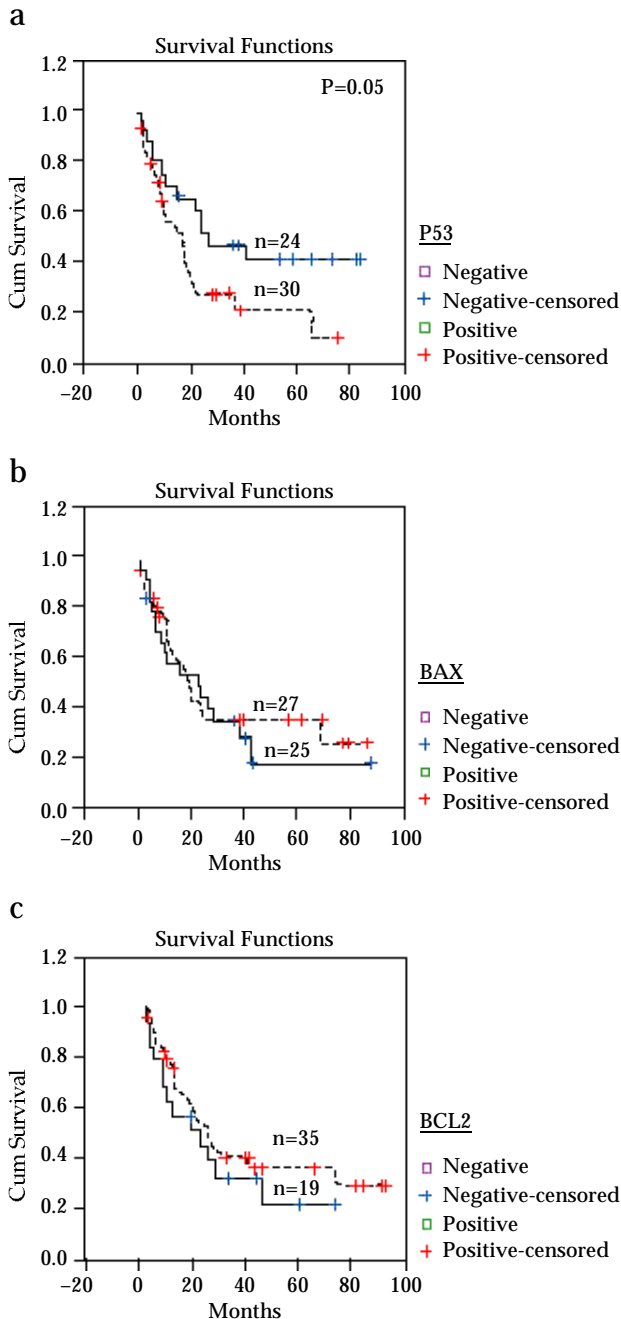 a
Survival Functions
1.2
1.0
0.8
0.6
0.4
0.2
0.0
Cum Survival
P=0.05
n=24
n=30
−20 0 20 40 60 80 100
Months
P53
Negative
Negative-censored
Positive
Positive-censored
b
Survival Functions
1.2
1.0
0.8
0.6
0.4
0.2
0.0
Cum Survival
n=27
n=25
−20 0 20 40 60 80 100
Months
BAX
Negative
Negative-censored
Positive
Positive-censored
c
Survival Functions
1.2
1.0
0.8
0.6
0.4
0.2
0.0
Cum Survival
n=35
n=19
−20 0 20 40 60 80 100
Months
BCL2
Negative
Negative-censored
Positive
Positive-censored